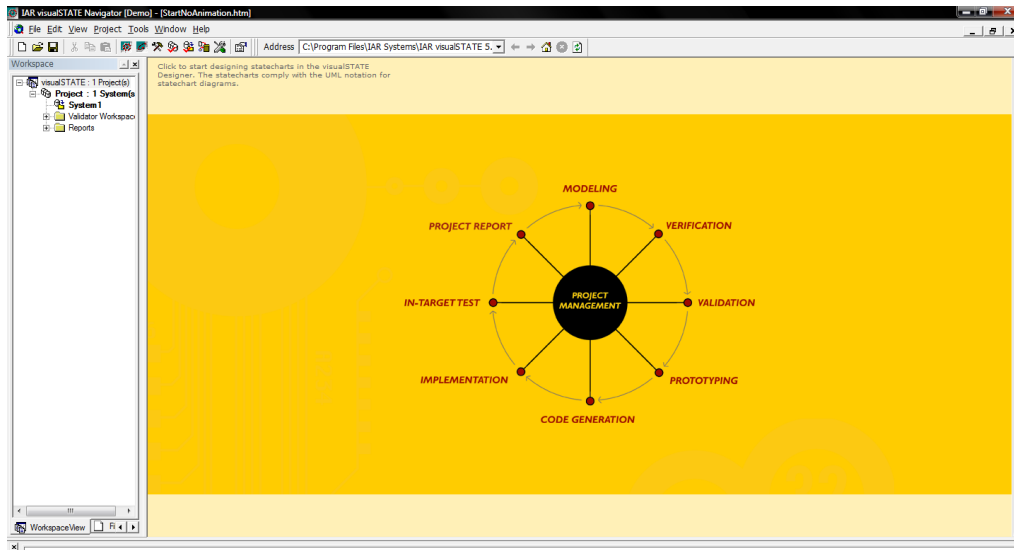 IAR visualSTATE Navigator [Demo] - [StartNoAnimation.htm]
File Edit View Project Tools Window Help
Address C:\Program Files\IAR Systems\IAR visualSTATE 5.
Workspace
visualSTATE : 1 Project(s)
Project : 1 System(s
System1
Validator Workspac
Reports
WorkspaceView Fi
Click to start designing statecharts in the visualSTATE
Designer. The statecharts comply with the UML notation for
statechart diagrams.
MODELING
PROJECT REPORT
VERIFICATION
IN-TARGET TEST
PROJECT
MANAGEMENT
VALIDATION
IMPLEMENTATION
PROTOTYPING
CODE GENERATION